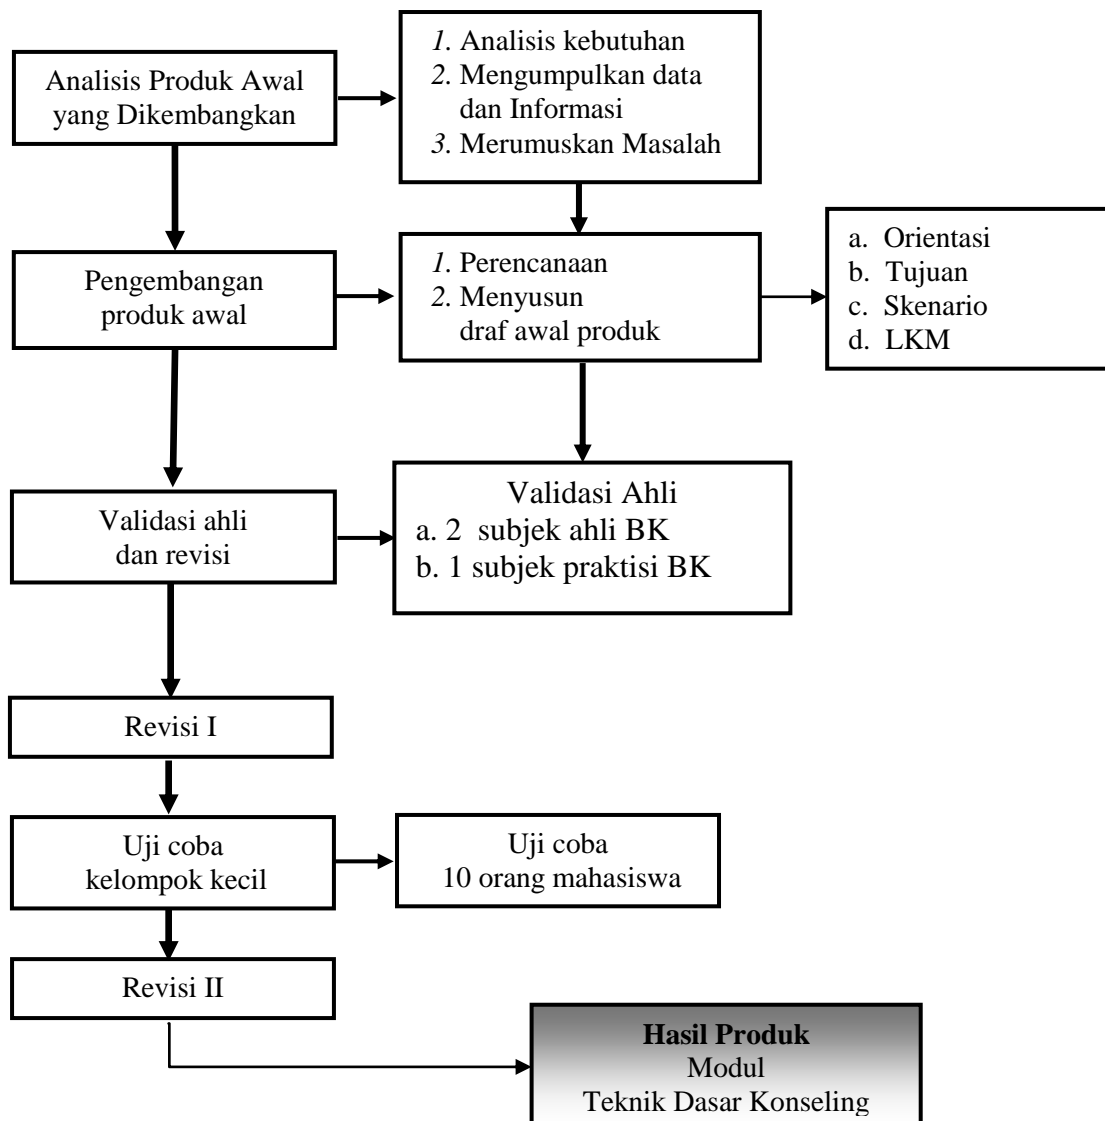 Analisis Produk Awal
yang Dikembangkan
1. Analisis kebutuhan
2. Mengumpulkan data
dan Informasi
3. Merumuskan Masalah
Pengembangan
produk awal
1. Perencanaan
2. Menyusun
draf awal produk
a. Orientasi
b. Tujuan
c. Skenario
d. LKM
Validasi ahli
dan revisi
Validasi Ahli
a. 2 subjek ahli BK
b. 1 subjek praktisi BK
Revisi I
Uji coba
kelompok kecil
Uji coba
10 orang mahasiswa
Revisi II
Hasil Produk
Modul
Teknik Dasar Konseling